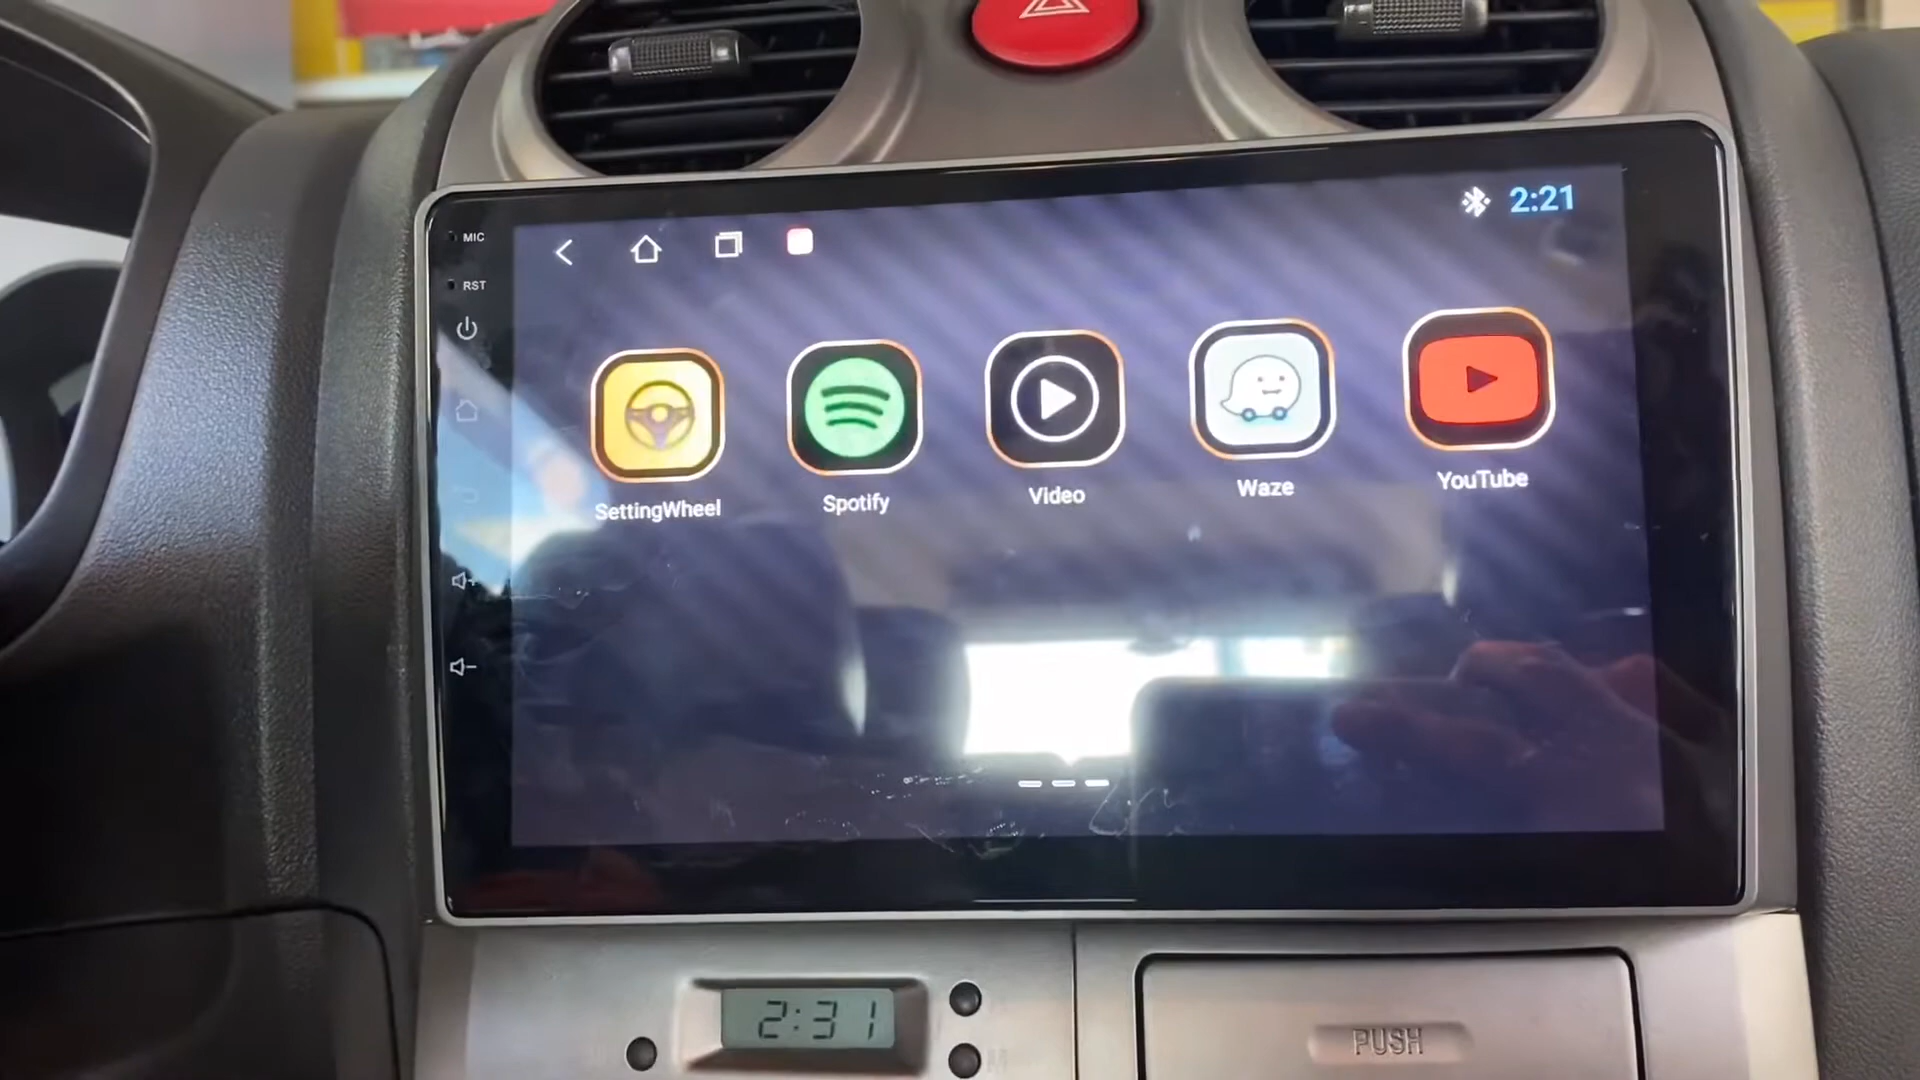 MIC
2:21
RST
SettingWheel
Spotify
Video
Waze
YouTube
2:31
PUSH